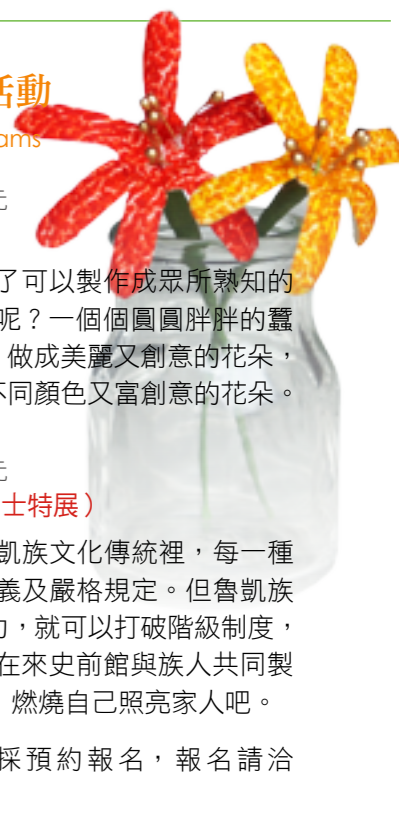 活動
ams
元
了可以製作成眾所熟知的
呢？一個個圓圓胖胖的蠶
做成美麗又創意的花朵，
不同顏色又富創意的花朵。
元
士特展）
凱族文化傳統裡，每一種
義及嚴格規定。但魯凱族
力，就可以打破階級制度，
在來史前館與族人共同製
燃燒自己照亮家人吧。
採預約報名，報名請洽